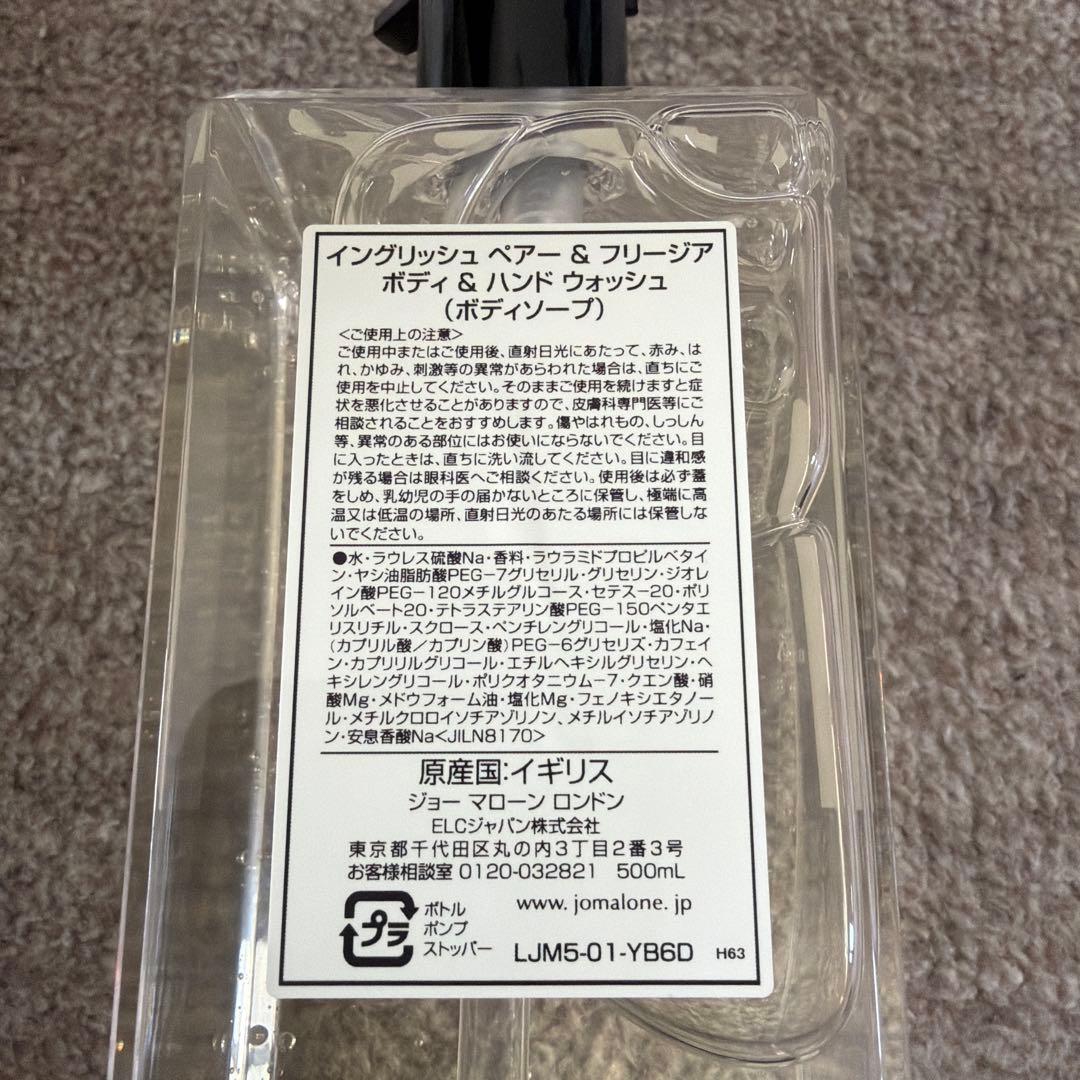 イングリッシュ ペアー & フリージア
ボディ & ハンド ウォッシュ
（ボディソープ）
＜ご使用上の注意＞
ご使用中またはご使用後、直射日光にあたって、赤み、は
れ、かゆみ、刺激等の異常があらわれた場合は、直ちにご
使用を中止してください。そのままご使用を続けますと症
状を悪化させることがありますので、皮膚科専門医等にご
相談されることをおすすめします。傷やはれもの、しっしん
等、異常のある部位にはお使いにならないでください。目
に入ったときは、直ちに洗い流してください。目に違和感
が残る場合は眼科医へご相談ください。使用後は必ず蓋
をしめ、乳幼児の手の届かないところに保管し、極端に高
温又は低温の場所、直射日光のあたる場所には保管しな
いでください。
●水・ラウレス硫酸Na・香料・ラウラミドプロピルベタイ
ン・ヤシ油脂肪酸PEG-7グリセリル・グリセリン・ジオレ
イン酸PEG-120メチルグルコース・セテス-20・ポリ
ソルベート20・テトラステアリン酸PEG-150ペンタエ
リスリチル・スクロース・ペンチレングリコール・塩化Na・
（カプリル酸／カプリン酸）PEG-6グリセリズ・カフェイ
ン・カプリリルグリコール・エチルヘキシルグリセリン・ヘ
キシレングリコール・ポリクオタニウム-7・クエン酸・硝
酸Mg・メドウフォーム油・塩化Mg・フェノキシエタノー
ル・メチルクロロイソチアゾリノン、メチルイソチアゾリノ
ン・安息香酸Na<JILN8170>
原産国：イギリス
ジョー マローン ロンドン
ELCジャパン株式会社
東京都千代田区丸の内3丁目2番3号
お客様相談室 0120-032821 500mL
プラ
ボトル
ポンプ
ストッパー
www. jomalone. jp
LJM5-01-YB6D H63